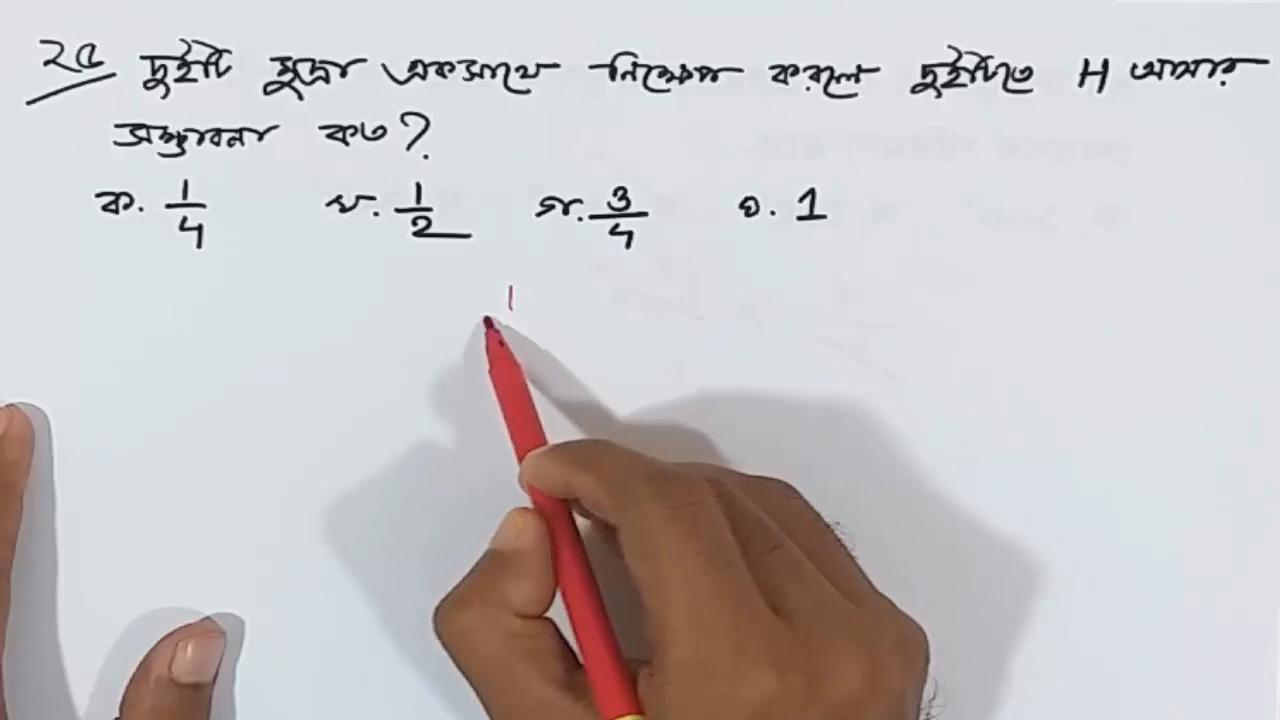 ২৫ দুইটি মুদ্রা একসাথে নিক্ষেপ করলে দুইটিতে H আসার
সম্ভাবনা কত?
ক. 1/4 খ. 1/2 গ. 3/4 ঘ. 1